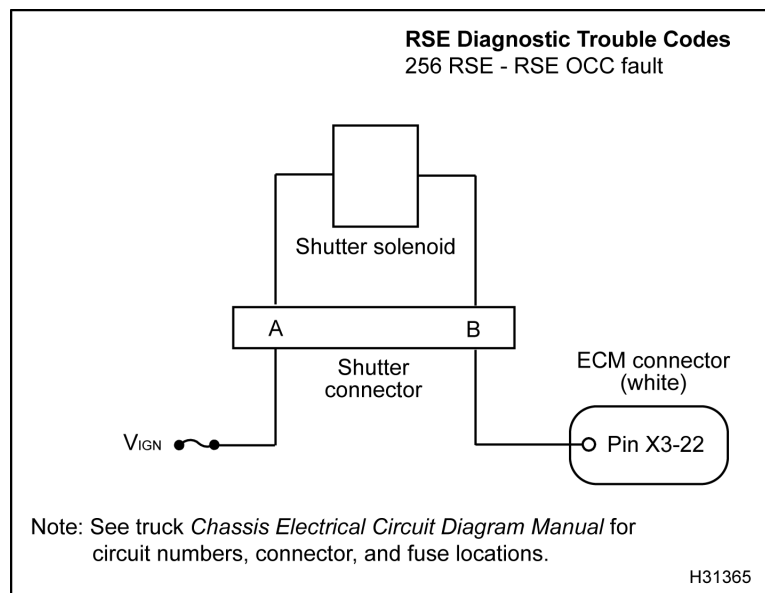 RSE Diagnostic Trouble Codes
256 RSE - RSE OCC fault
Shutter solenoid
A
B
Shutter
connector
ECM connector
(white)
VIGN
Pin X3-22
Note: See truck Chassis Electrical Circuit Diagram Manual for
circuit numbers, connector, and fuse locations.
H31365